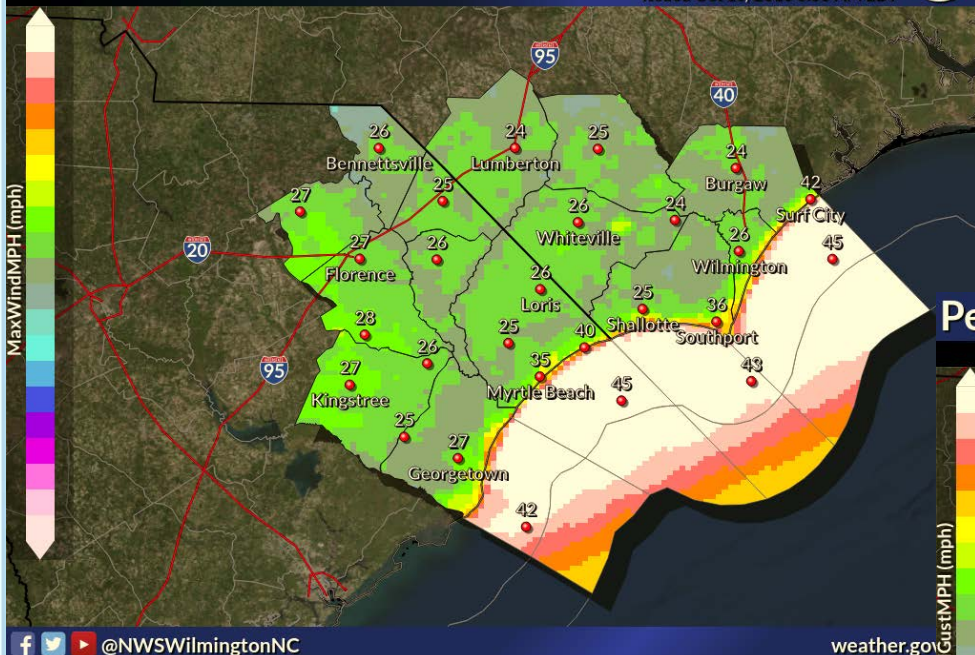 95
40
26
Bennettsville
24
Lumberton
25
24
Burgaw
27
25
42
Surf City
26
Whiteville
24
45
20
27
Florence
26
26
Wilmington
MaxWindMPH (mph)
26
Loris
25
Shallotte
36
Southport
Pe
28
25
40
95
26
35
Myrtle Beach
45
43
27
Kingstree
25
27
Georgetown
42
GustMPH (mph)
@NWSWilmingtonNC
weather.gov